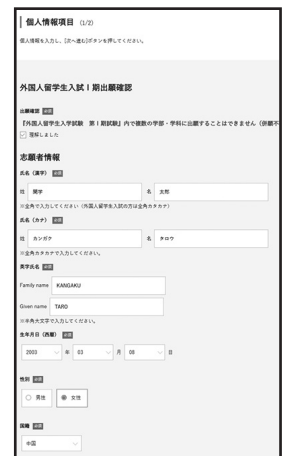 個人情報項目 (1/2)
個人情報を入力し、[次へ進む]ボタンを押してください。
外国人留学生入試Ⅰ期出願確認
出願確認 必須
『外国人留学生入学試験 第Ⅰ期試験』内で複数の学部・学科に出願することはできません（併願不
理解しました
志願者情報
氏名（漢字） 必須
姓 関学 名 太郎
※全角で入力してください（外国人留学生入試の方は全角カタカナ）
氏名（カナ） 必須
姓 カンガク 名 タロウ
※全角カタカナで入力してください。
英字氏名 必須
Family name KANGAKU
Given name TARO
※半角大文字で入力してください。
生年月日（西暦） 必須
2003 年 03 月 08 日
性別 必須
男性 女性
国籍 必須
中国